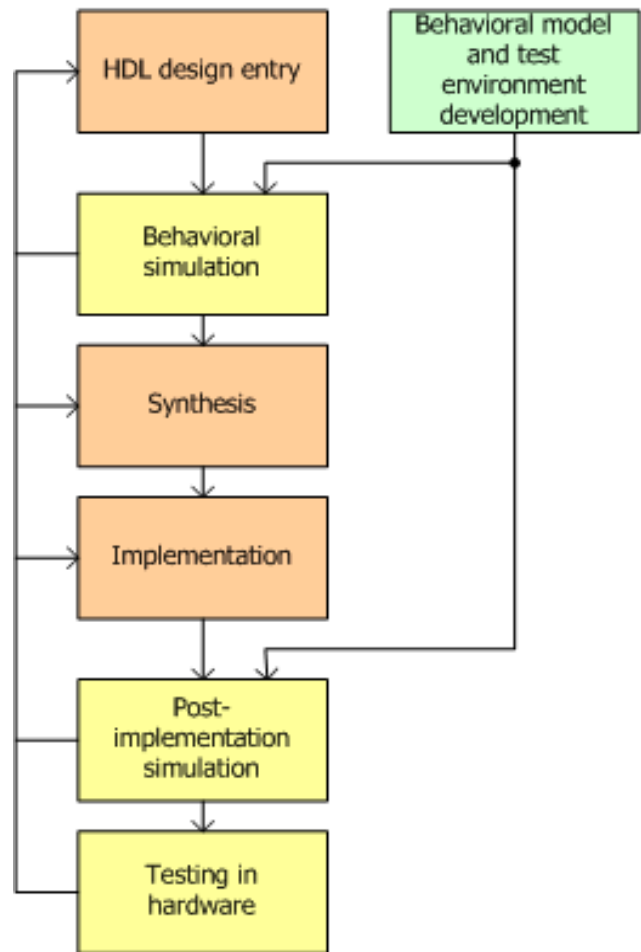 HDL design entry
Behavioral model
and test
environment
development
Behavioral
simulation
Synthesis
Implementation
Post-
implementation
simulation
Testing in
hardware